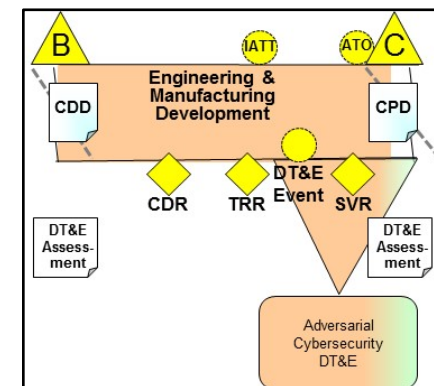 B
IATT
ATO
C
Engineering &
Manufacturing
Development
CDD
CPD
CDR
TRR
DT&E
Event
SVR
DT&E
Assess-
ment
DT&E
Assess-
ment
Adversarial
Cybersecurity
DT&E